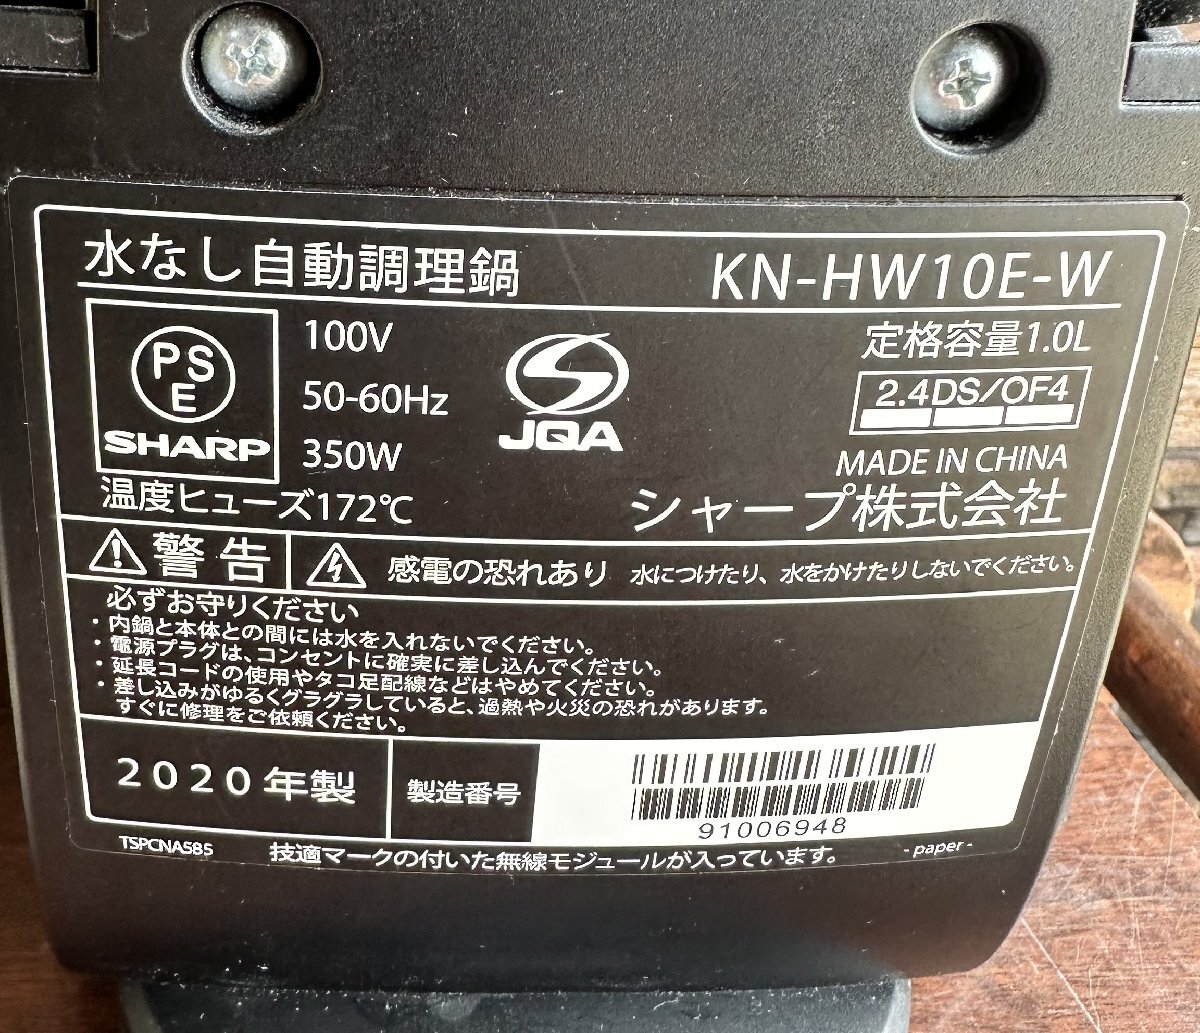 水なし自動調理鍋 KN-HW10E-W
PSE
SHARP
100V
50-60Hz
350W
JQA
定格容量1.0L
2.4DS/OF4
MADE IN CHINA
温度ヒューズ172℃
シャープ株式会社
警告
感電の恐れあり 水につけたり、水をかけたりしないでください。
必ずお守りください
・内鍋と本体との間には水を入れないでください。
・電源プラグは、コンセントに確実に差し込んでください。
・延長コードの使用やタコ足配線などはやめてください。
・差し込みがゆるくグラグラしていると、過熱や火災の恐れがあります。
すぐに修理をご依頼ください。
2020年製
製造番号
91006948
TSPCNA585
技適マークの付いた無線モジュールが入っています。
- paper -